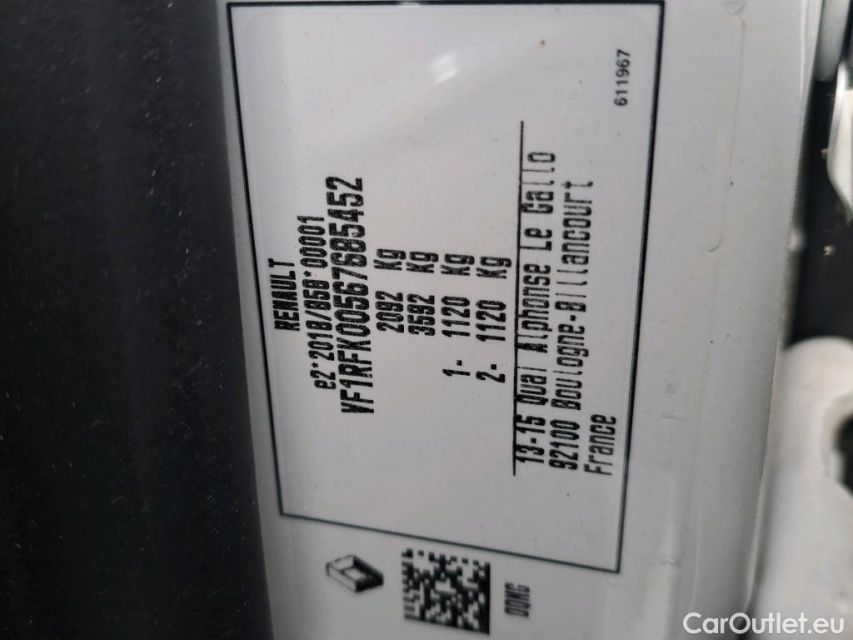 RENAULT
e2*2018/858*00001
VF1RFK00567685452
2092 Kg
3592 Kg
1- 1120 Kg
2- 1120 Kg
13-15 Quai Alphonse Le Gallo
92100 Boulogne-Billancourt
France
611967
CarOutlet.eu